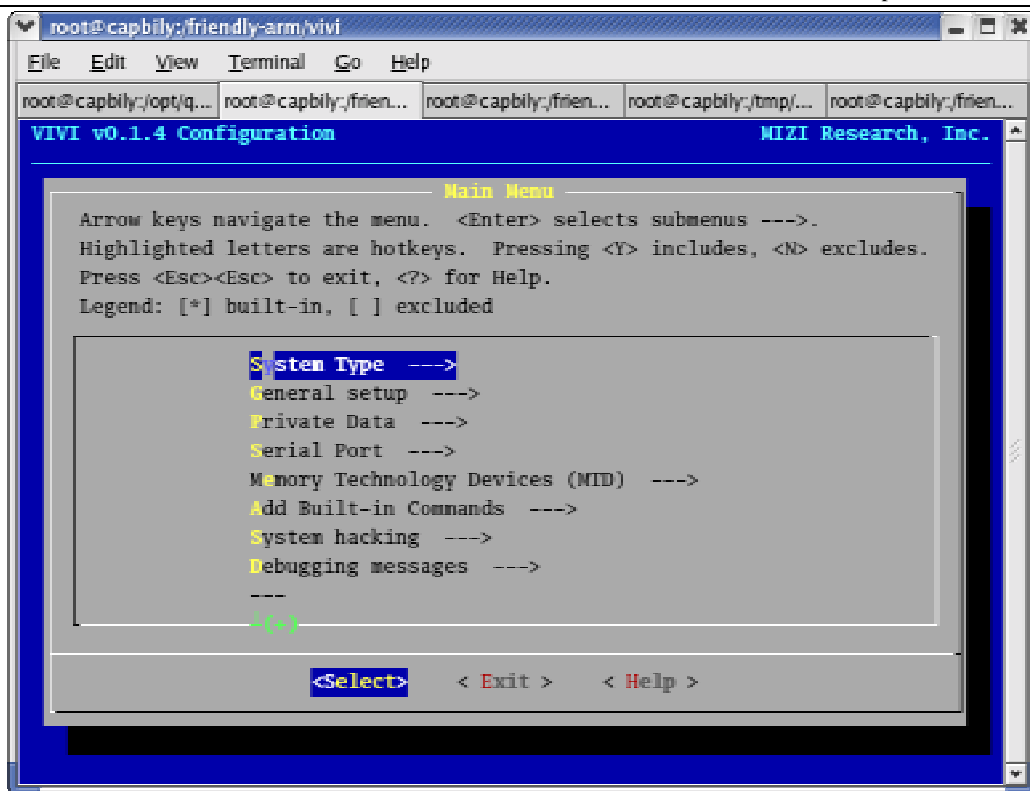 root@capbily:/friendly-arm/vivi
File Edit View Terminal Go Help
root@capbily:/opt/q... root@capbily:/frien... root@capbily:/frien... root@capbily:/tmp/... root@capbily:/frien...
VIVI v0.1.4 Configuration MIZI Research, Inc.
Main Menu
Arrow keys navigate the menu. <Enter> selects submenus --->.
Highlighted letters are hotkeys. Pressing <Y> includes, <N> excludes.
Press <Esc><Esc> to exit, <?> for Help.
Legend: [*] built-in, [ ] excluded
System Type --->
General setup --->
Private Data --->
Serial Port --->
Memory Technology Devices (MTD) --->
Add Built-in Commands --->
System hacking --->
Debugging messages --->
---
┴(+)
<Select> < Exit > < Help >